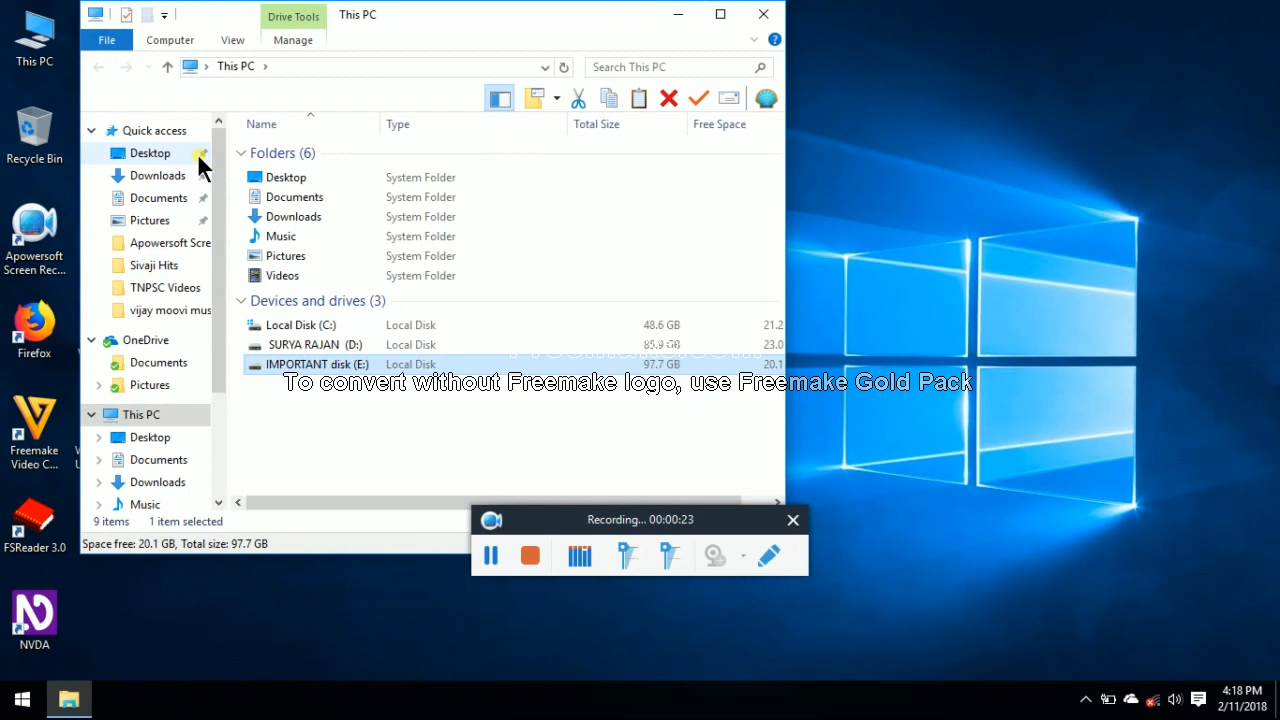 Drive Tools
This PC
File
Computer
View
Manage
This PC
Search This PC
Quick access
Desktop
Downloads
Documents
Pictures
Apowersoft Scre
Sivaji Hits
TNPSC Videos
vijay moovi mus
OneDrive
Documents
Pictures
This PC
Desktop
Documents
Downloads
Music
Name
Type
Total Size
Free Space
Folders (6)
Desktop System Folder
Documents System Folder
Downloads System Folder
Music System Folder
Pictures System Folder
Videos System Folder
Devices and drives (3)
Local Disk (C:) Local Disk 48.6 GB 21.2
SURYA RAJAN (D:) Local Disk 85.9 GB 23.0
IMPORTANT disk (E:) Local Disk 97.7 GB 20.1
To convert without Freemake logo, use Freemake Gold Pack
9 items 1 item selected
Space free: 20.1 GB, Total size: 97.7 GB
Recording... 00:00:23
This PC
Recycle Bin
Apowersoft
Screen Rec...
Firefox
Freemake
Video C...
FSReader 3.0
NVDA
4:18 PM
2/11/2018